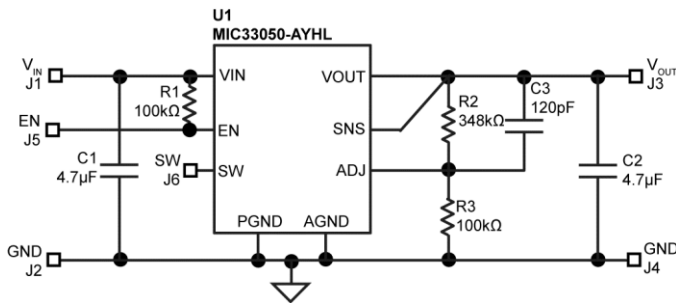 U1
MIC33050-AYHL
VIN
J1
EN
J5
R1
100kΩ
C1
4.7µF
SW
J6
GND
J2
VIN
EN
SW
PGND
AGND
VOUT
SNS
ADJ
R2
348kΩ
C3
120pF
R3
100kΩ
C2
4.7µF
VOUT
J3
GND
J4